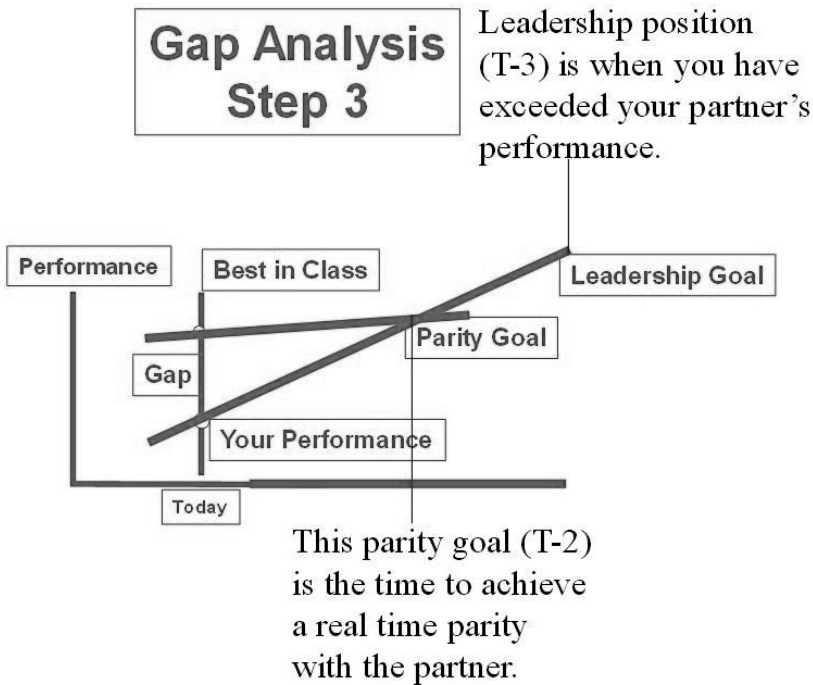 Gap Analysis
Step 3
Leadership position
(T-3) is when you have
exceeded your partner’s
performance.
Performance
Best in Class
Leadership Goal
Parity Goal
Gap
Your Performance
Today
This parity goal (T-2)
is the time to achieve
a real time parity
with the partner.